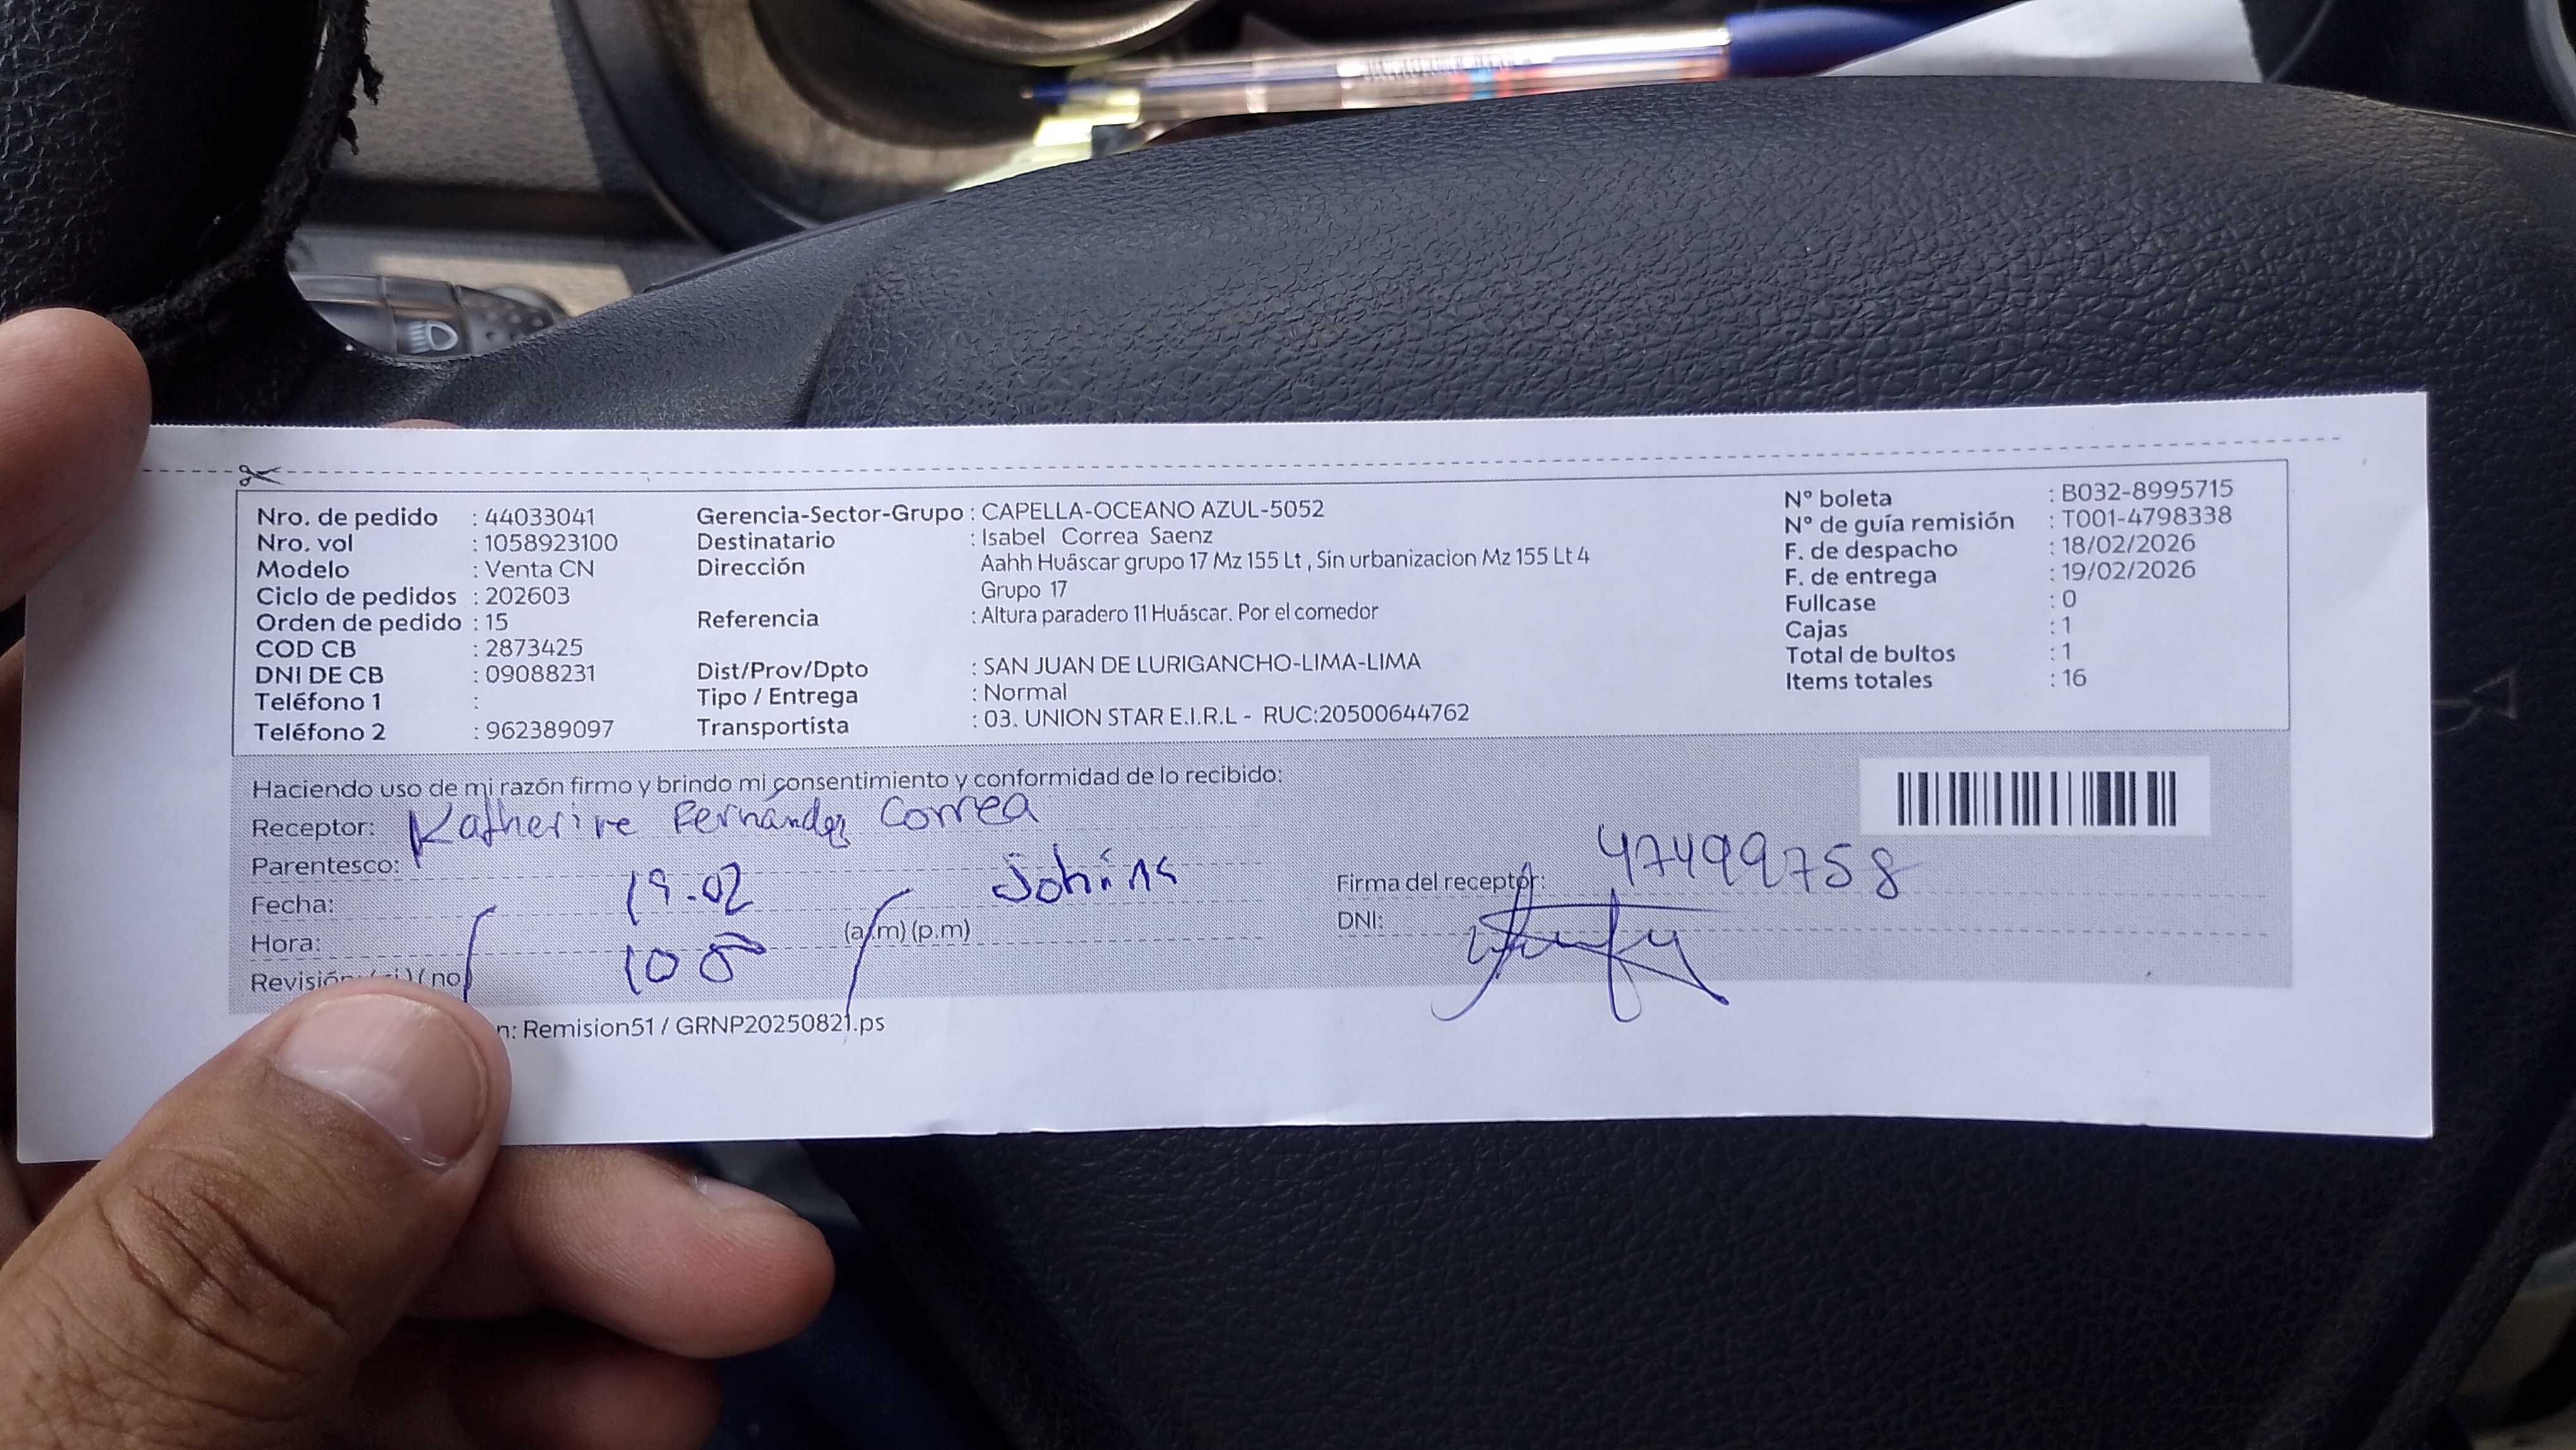 Nro. de pedido : 44033041
Nro. vol : 1058923100
Modelo : Venta CN
Ciclo de pedidos : 202603
Orden de pedido : 15
COD CB : 2873425
DNI DE CB : 09088231
Teléfono 1 :
Teléfono 2 : 962389097
Gerencia-Sector-Grupo : CAPELLA-OCEANO AZUL-5052
Destinatario : Isabel Correa Saenz
Dirección Aahh Huáscar grupo 17 Mz 155 Lt , Sin urbanizacion Mz 155 Lt 4
Grupo 17
Referencia : Altura paradero 11 Huáscar. Por el comedor
Dist/Prov/Dpto : SAN JUAN DE LURIGANCHO-LIMA-LIMA
Tipo / Entrega : Normal
Transportista : 03. UNION STAR E.I.R.L - RUC:20500644762
N° boleta : B032-8995715
N° de guía remisión : T001-4798338
F. de despacho : 18/02/2026
F. de entrega : 19/02/2026
Fullcase : 0
Cajas : 1
Total de bultos : 1
Items totales : 16
Haciendo uso de mi razón firmo y brindo mi consentimiento y conformidad de lo recibido:
Receptor: Katherine Fernández Correa
Parentesco:
Fecha: 19.02
Hora: (a.m) (p.m)
Revisión: (si) (no)
Firma del receptor: 47499758
DNI:
n: Remision51 / GRNP20250821.ps